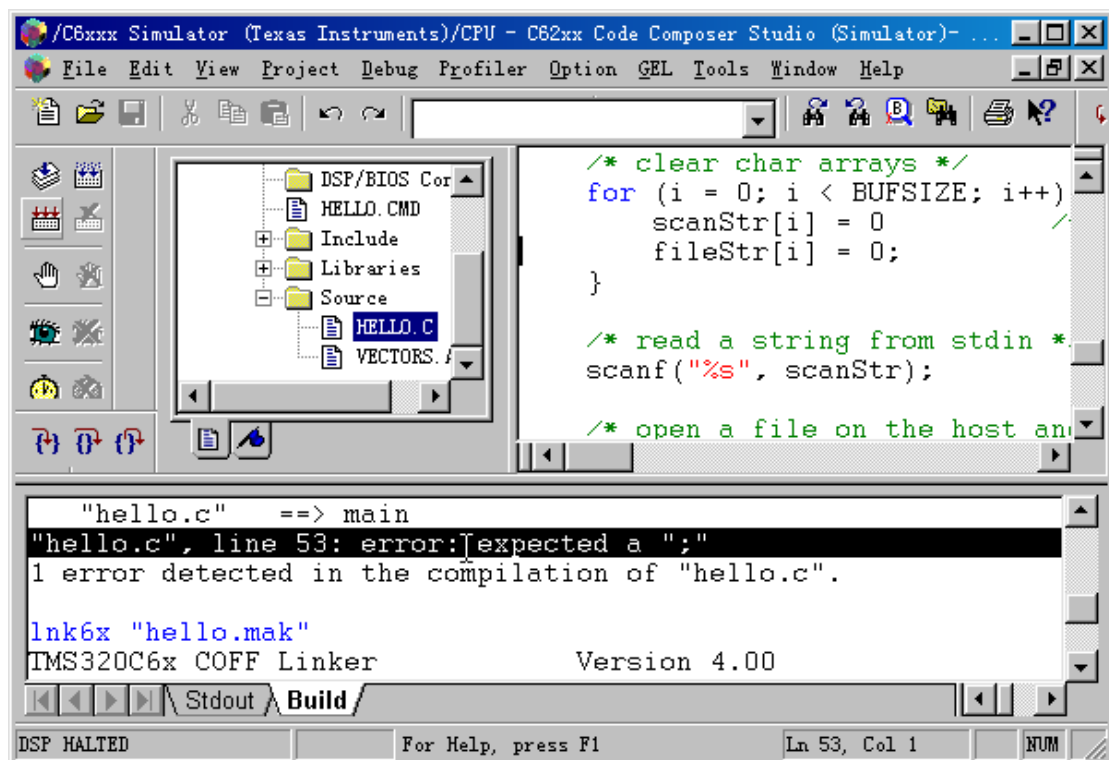 /C6xxx Simulator (Texas Instruments)/CPU - C62xx Code Composer Studio (Simulator)- ...
File Edit View Project Debug Profiler Option GEL Tools Window Help
DSP/BIOS Cor
HELLO.CMD
Include
Libraries
Source
HELLO.C
VECTORS.A
/* clear char arrays */
for (i = 0; i < BUFSIZE; i++)
scanStr[i] = 0 /
fileStr[i] = 0;
}
/* read a string from stdin *
scanf("%s", scanStr);
/* open a file on the host an
"hello.c" ==> main
"hello.c", line 53: error: expected a ";"
1 error detected in the compilation of "hello.c".
lnk6x "hello.mak"
TMS320C6x COFF Linker Version 4.00
Stdout Build
DSP HALTED For Help, press F1 Ln 53, Col 1 NUM